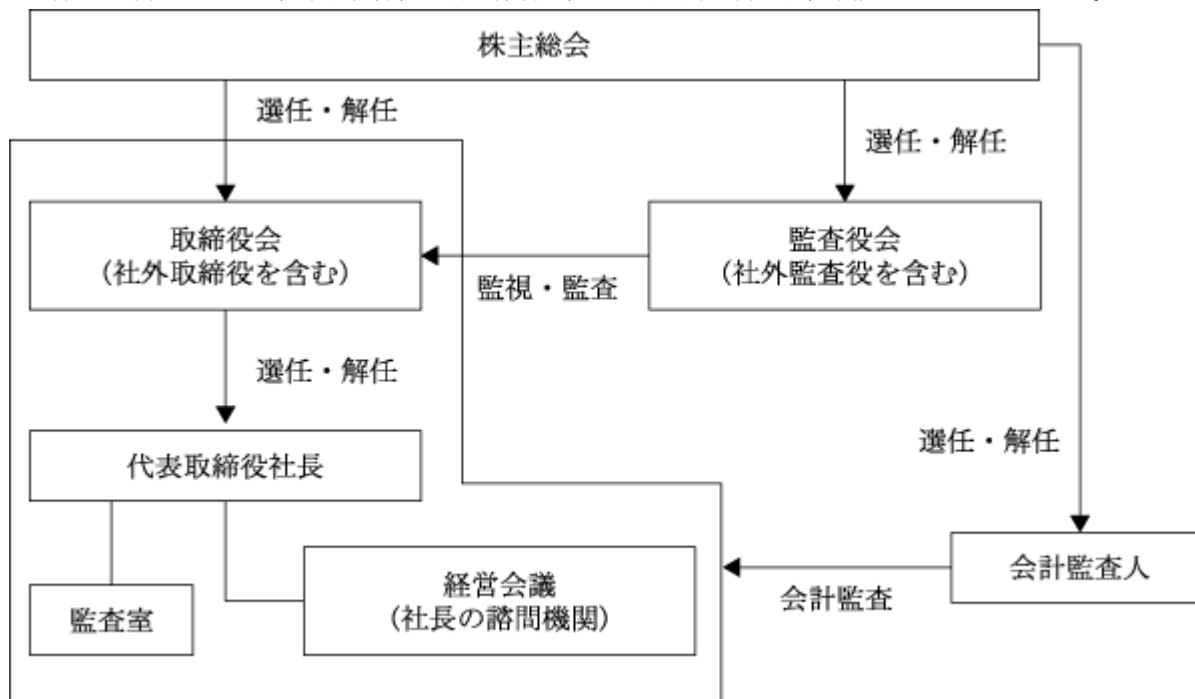 株主総会
選任・解任
選任・解任
取締役会
(社外取締役を含む)
監査役会
(社外監査役を含む)
監視・監査
選任・解任
代表取締役社長
選任・解任
経営会議
(社長の諮問機関)
監査室
会計監査人
会計監査